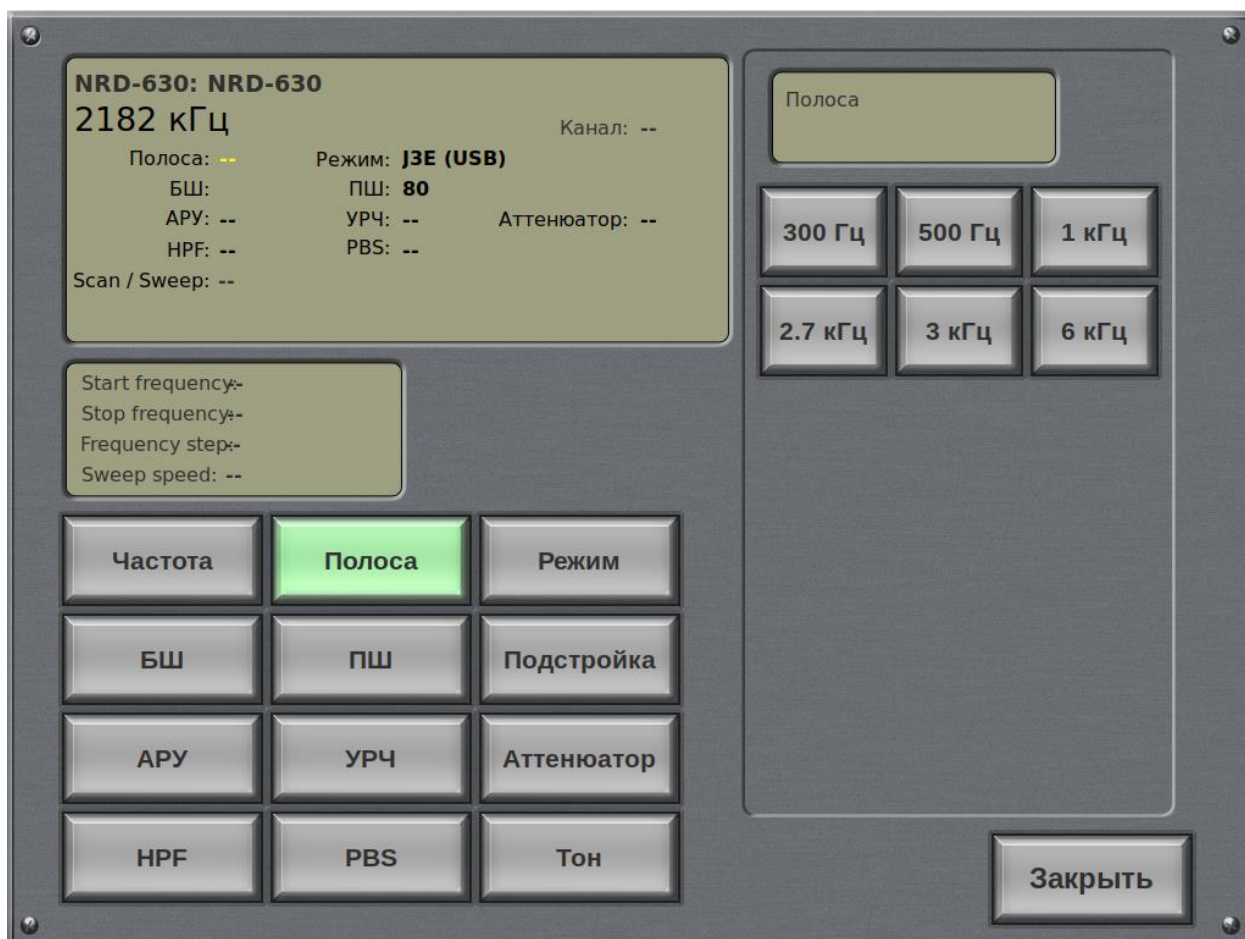 NRD-630: NRD-630
2182 кГц
Канал: --
Полоса: -- Режим: J3E (USB)
БШ: ПШ: 80
АРУ: -- УРЧ: -- Аттенюатор: --
HPF: -- PBS: --
Scan / Sweep: --
Start frequency:--
Stop frequency:--
Frequency step:--
Sweep speed: --
Частота Полоса Режим
БШ ПШ Подстройка
АРУ УРЧ Аттенюатор
HPF PBS Тон
Полоса
300 Гц 500 Гц 1 кГц
2.7 кГц 3 кГц 6 кГц
Закрыть